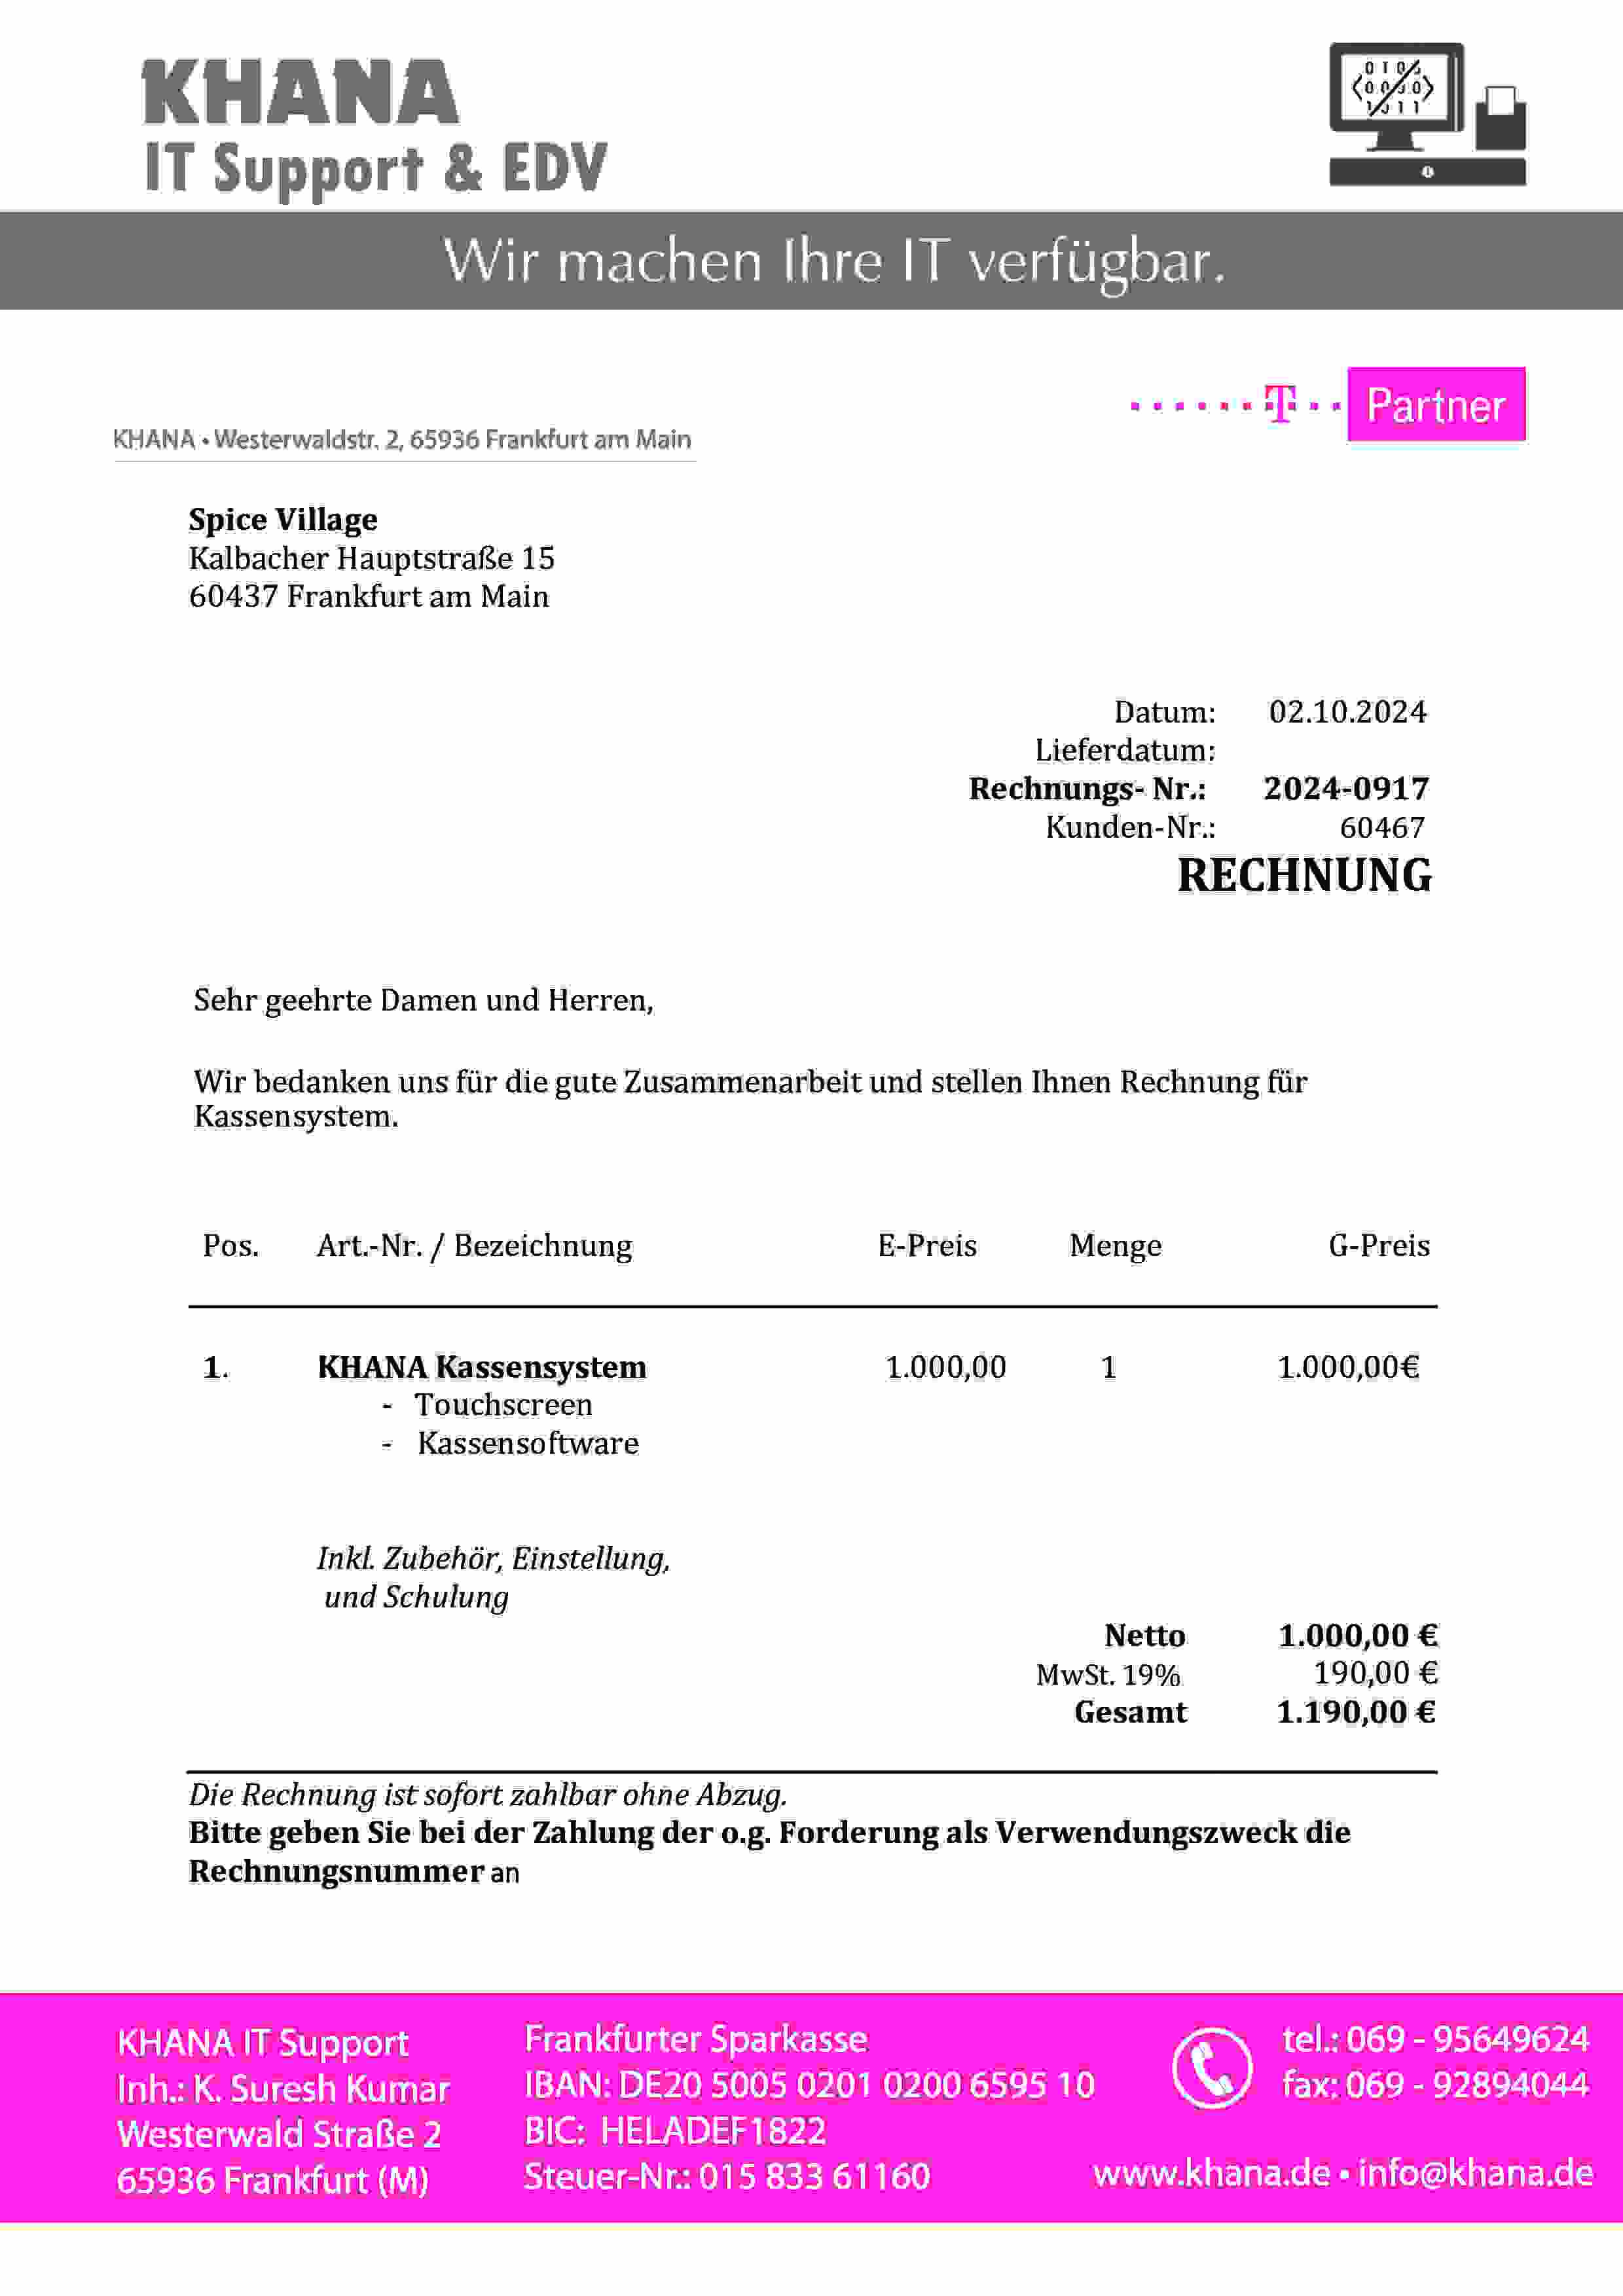 KHANA
IT Support & EDV
Wir machen Ihre IT verfügbar.
T Partner
KHANA • Westerwaldstr. 2, 65936 Frankfurt am Main
Spice Village
Kalbacher Hauptstraße 15
60437 Frankfurt am Main
Datum: 02.10.2024
Lieferdatum:
Rechnungs- Nr.: 2024-0917
Kunden-Nr.: 60467
RECHNUNG
Sehr geehrte Damen und Herren,
Wir bedanken uns für die gute Zusammenarbeit und stellen Ihnen Rechnung für
Kassensystem.
Pos. Art.-Nr. / Bezeichnung E-Preis Menge G-Preis
1. KHANA Kassensystem 1.000,00 1 1.000,00€
- Touchscreen
- Kassensoftware
Inkl. Zubehör, Einstellung,
und Schulung
Netto 1.000,00 €
MwSt. 19% 190,00 €
Gesamt 1.190,00 €
Die Rechnung ist sofort zahlbar ohne Abzug.
Bitte geben Sie bei der Zahlung der o.g. Forderung als Verwendungszweck die
Rechnungsnummer an
KHANA IT Support
Inh.: K. Suresh Kumar
Westerwald Straße 2
65936 Frankfurt (M)
Frankfurter Sparkasse
IBAN: DE20 5005 0201 0200 6595 10
BIC: HELADEF1822
Steuer-Nr.: 015 833 61160
tel.: 069 - 95649624
fax: 069 - 92894044
www.khana.de • info@khana.de